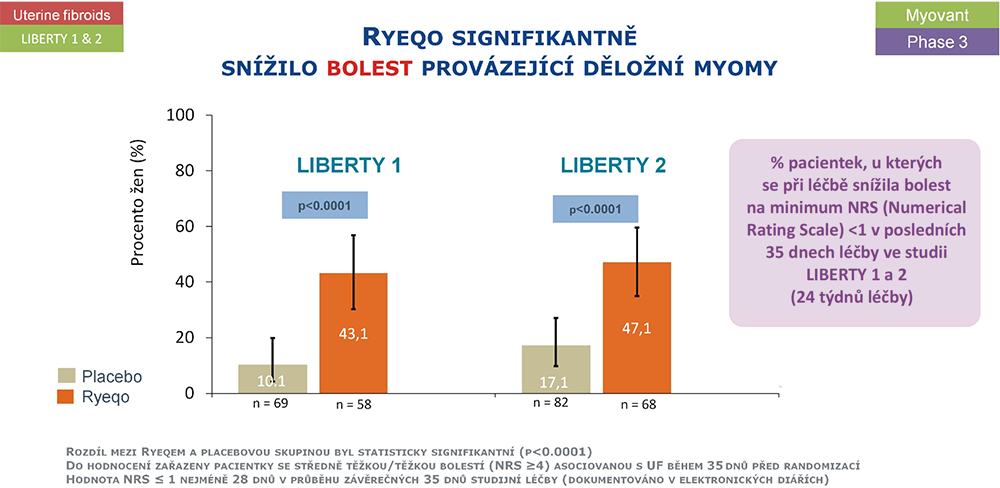 Uterine fibroids
LIBERTY 1 & 2
Myovant
Phase 3
RYEQO SIGNIFIKANTNĚ
SNÍŽILO BOLEST PROVÁZEJÍCÍ DĚLOŽNÍ MYOMY
Procento žen (%)
100
80
60
40
20
0
LIBERTY 1
p<0.0001
10.1
43,1
n = 69
n = 58
LIBERTY 2
p<0.0001
17,1
47,1
n = 82
n = 68
Placebo
Ryeqo
% pacientek, u kterých
se při léčbě snížila bolest
na minimum NRS (Numerical
Rating Scale) <1 v posledních
35 dnech léčby ve studii
LIBERTY 1 a 2
(24 týdnů léčby)
ROZDÍL MEZI RYEQEM A PLACEBOVOU SKUPINOU BYL STATISTICKY SIGNIFIKANTNÍ (P<0.0001)
DO HODNOCENÍ ZAŘAZENY PACIENTKY SE STŘEDNĚ TĚŽKOU/TĚŽKOU BOLESTÍ (NRS ≥4) ASOCIOVANOU S UF BĚHEM 35 DNŮ PŘED RANDOMIZACÍ
HODNOTA NRS ≤ 1 NEJMÉNĚ 28 DNŮ V PRŮBĚHU ZÁVĚREČNÝCH 35 DNŮ STUDIJNÍ LÉČBY (DOKUMENTOVÁNO V ELEKTRONICKÝCH DIÁŘÍCH)